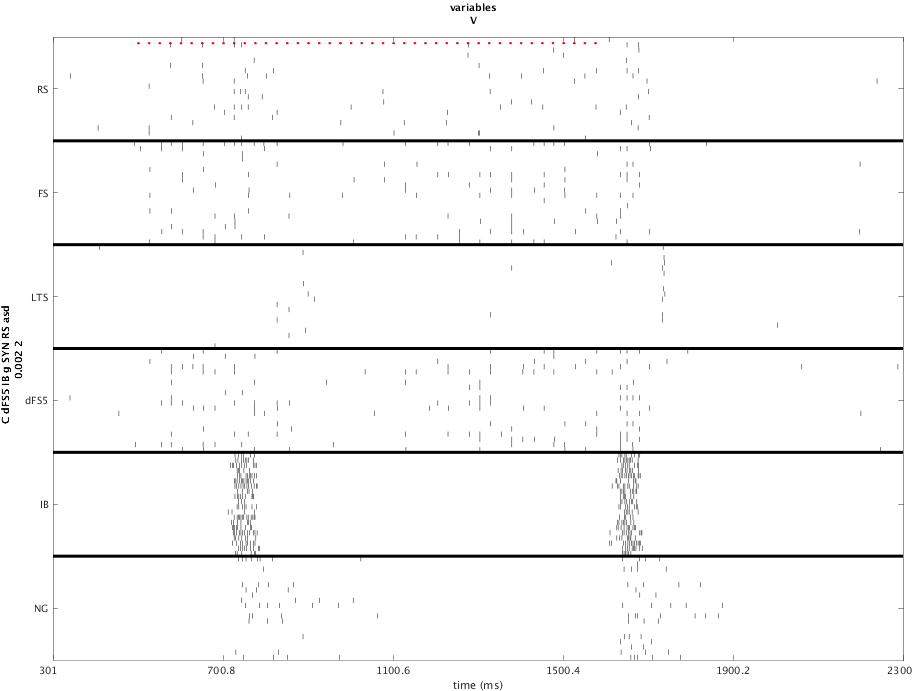 variables
V
RS
FS
LTS
dFS5
IB
NG
C dFS5 IB g SYN RS asd
0.002 2
301
700.8
1100.6
1500.4
1900.2
2300
time (ms)